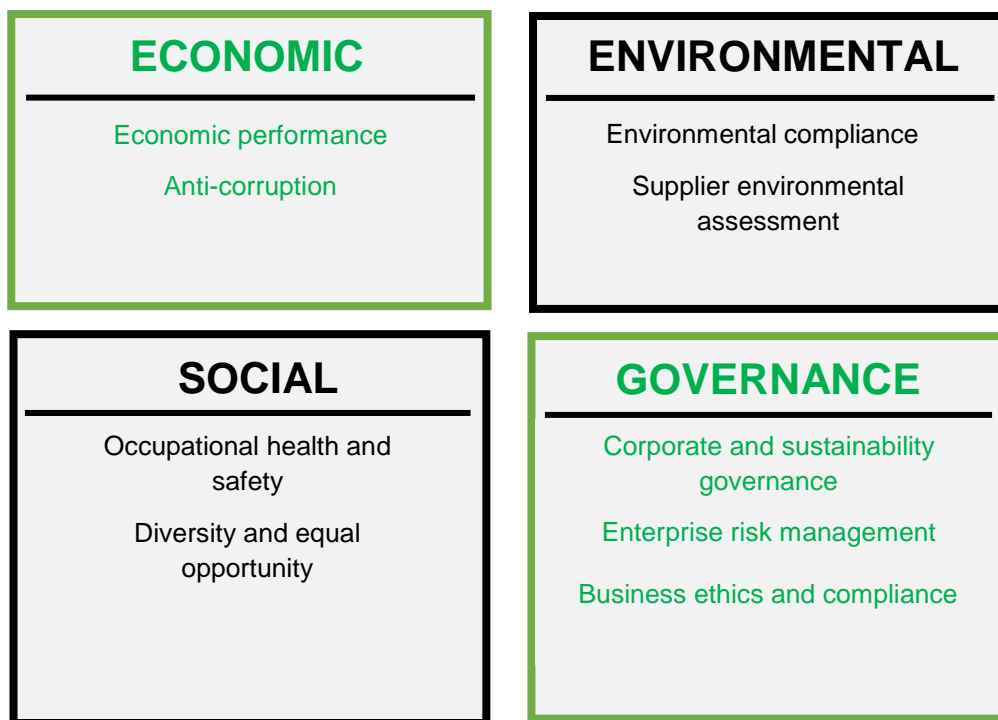 ECONOMIC
Economic performance
Anti-corruption
ENVIRONMENTAL
Environmental compliance
Supplier environmental
assessment
SOCIAL
Occupational health and
safety
Diversity and equal
opportunity
GOVERNANCE
Corporate and sustainability
governance
Enterprise risk management
Business ethics and compliance